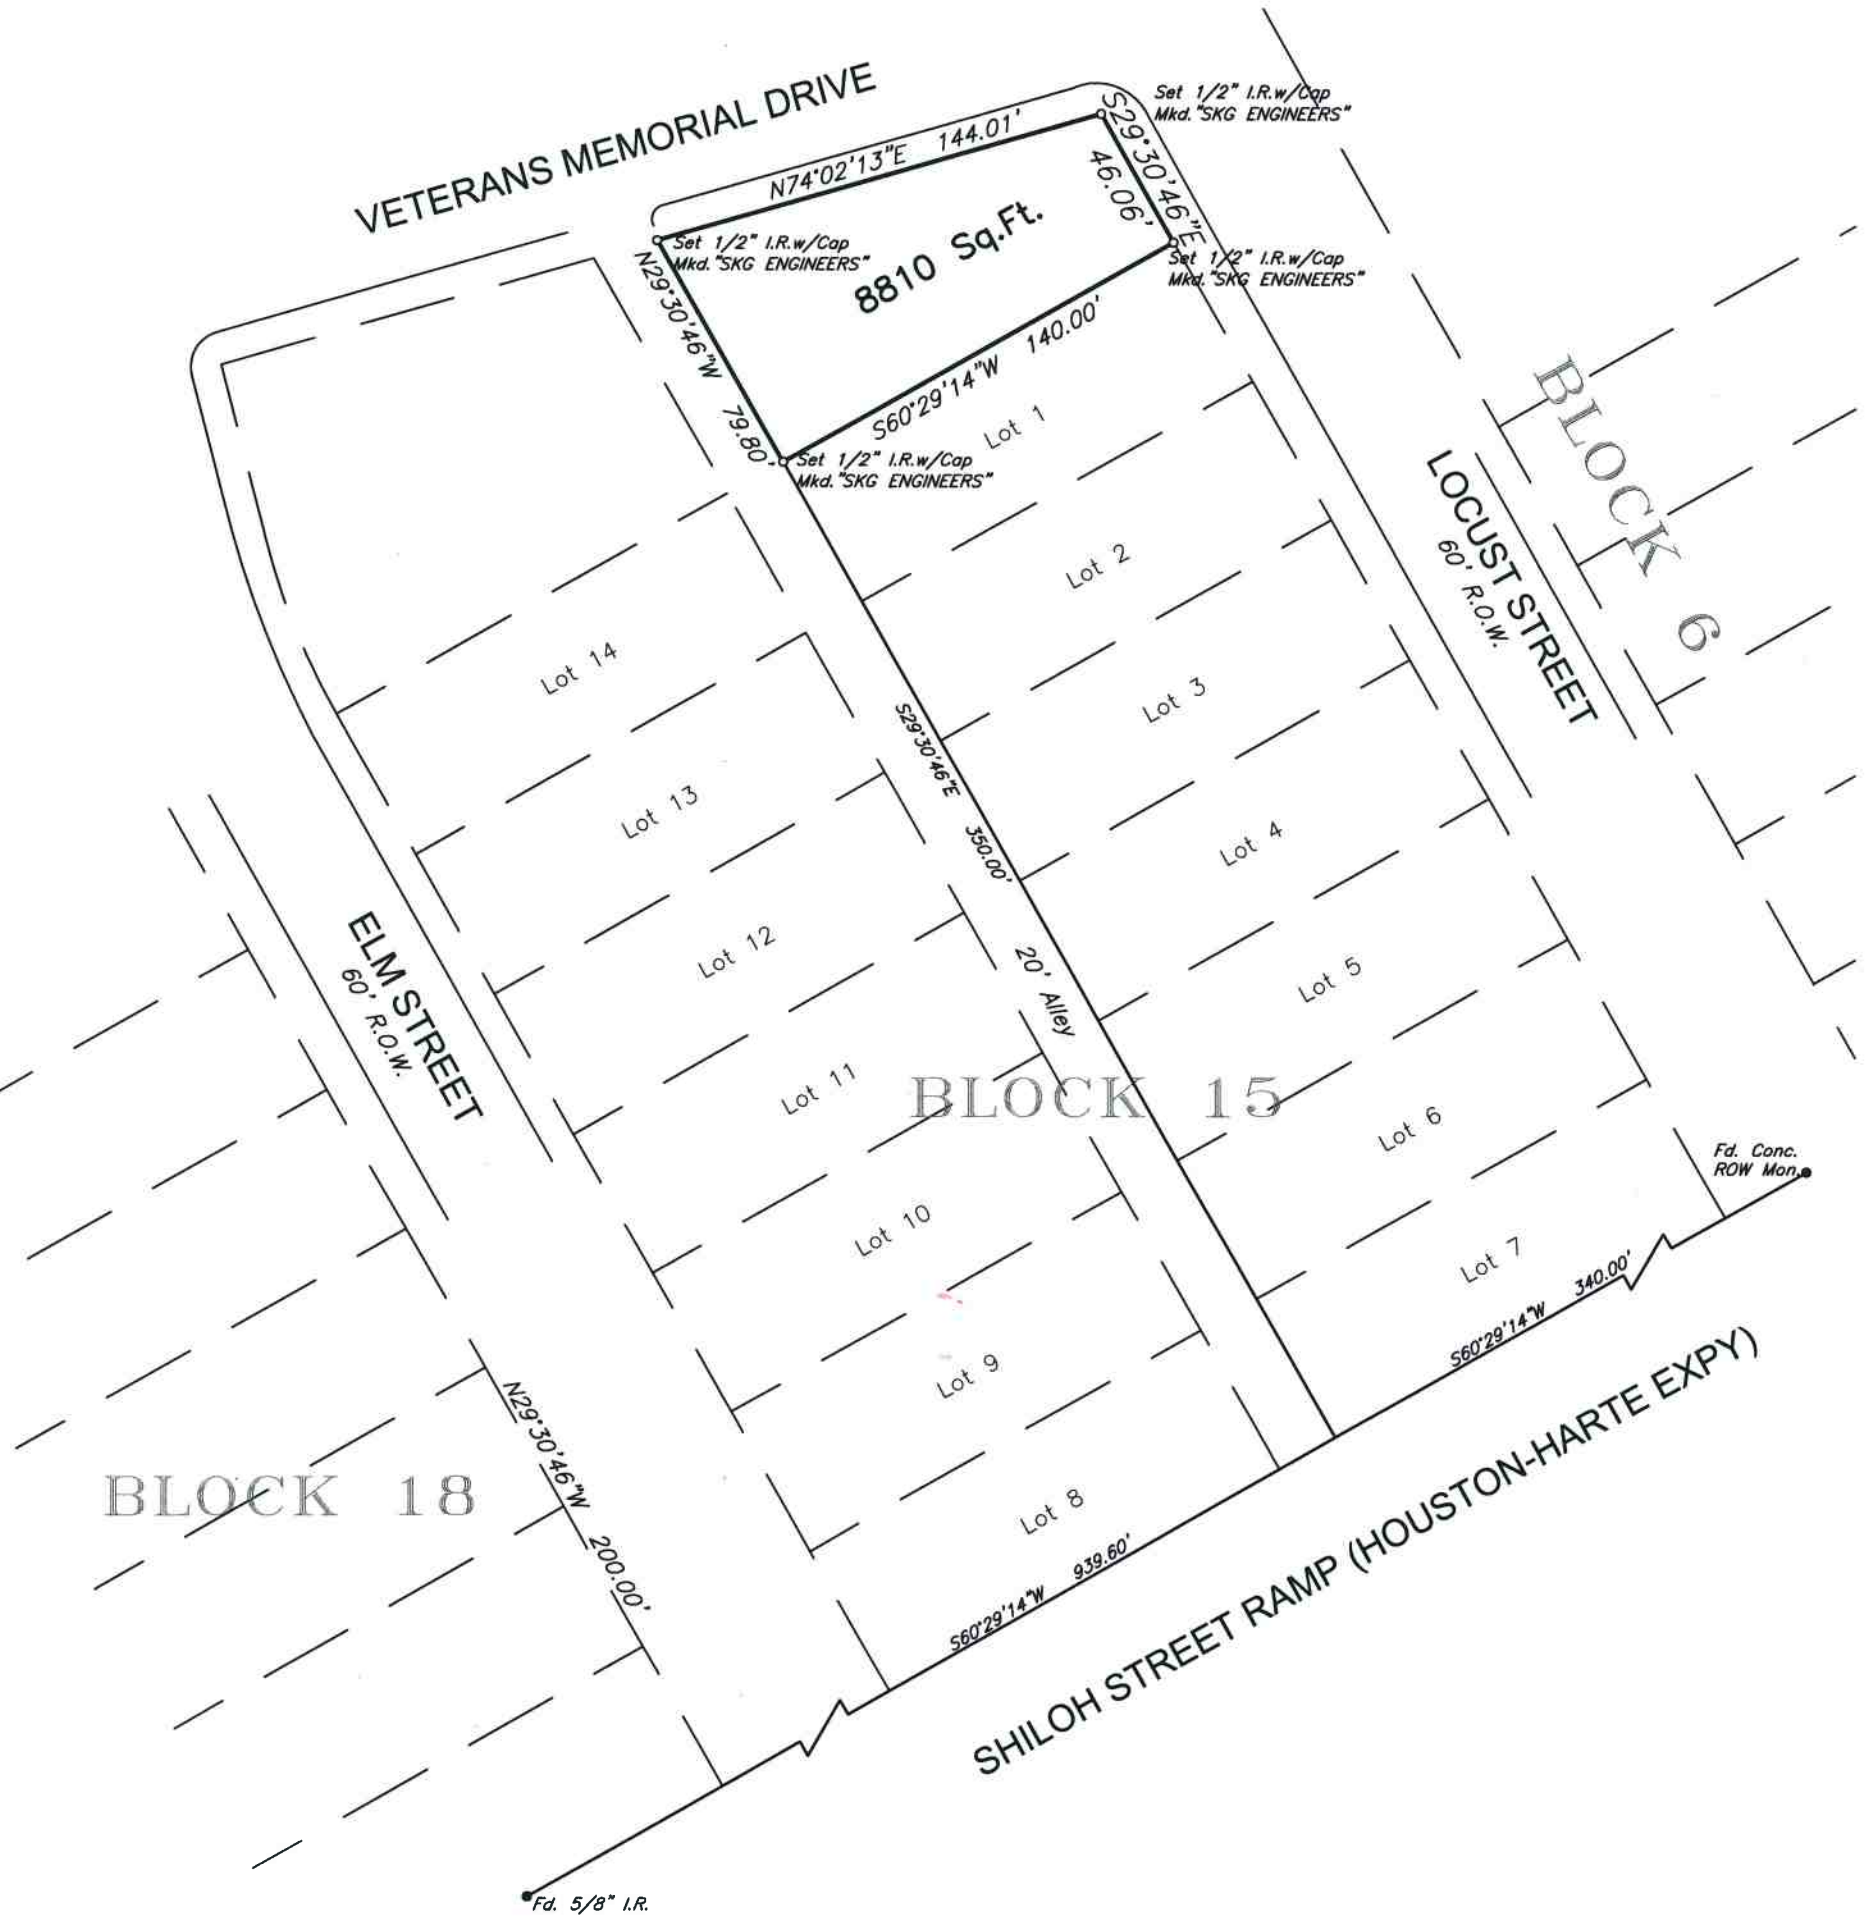 VETERANS MEMORIAL DRIVE
Set 1/2" I.R.w/Cap
Mkd."SKG ENGINEERS"
N74°02'13"E 144.01'
S29°30'46"E
46.06'
Set 1/2" I.R.w/Cap
Mkd."SKG ENGINEERS"
8810 Sq.Ft.
Set 1/2" I.R.w/Cap
Mkd."SKG ENGINEERS"
N29°30'46"W 79.80'
S60°29'14"W 140.00'
Set 1/2" I.R.w/Cap
Mkd."SKG ENGINEERS"
Lot 1
Lot 2
Lot 3
Lot 4
Lot 5
Lot 6
Lot 7
BLOCK 6
LOCUST STREET
60' R.O.W.
Lot 14
Lot 13
Lot 12
Lot 11
Lot 10
Lot 9
Lot 8
S29°30'46"E 350.00'
20' Alley
BLOCK 15
ELM STREET
60' R.O.W.
Fd. Conc.
ROW Mon.
S60°29'14"W 340.00'
N29°30'46"W 200.00'
BLOCK 18
S60°29'14"W 939.60'
SHILOH STREET RAMP (HOUSTON-HARTE EXPY)
Fd. 5/8" I.R.